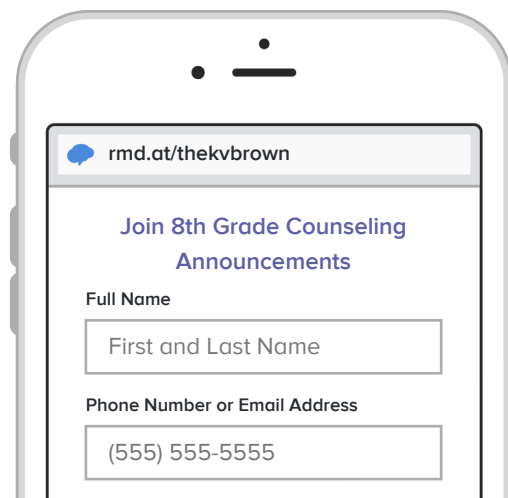 rmd.at/thekvbrown
Join 8th Grade Counseling
Announcements
Full Name
First and Last Name
Phone Number or Email Address
(555) 555-5555